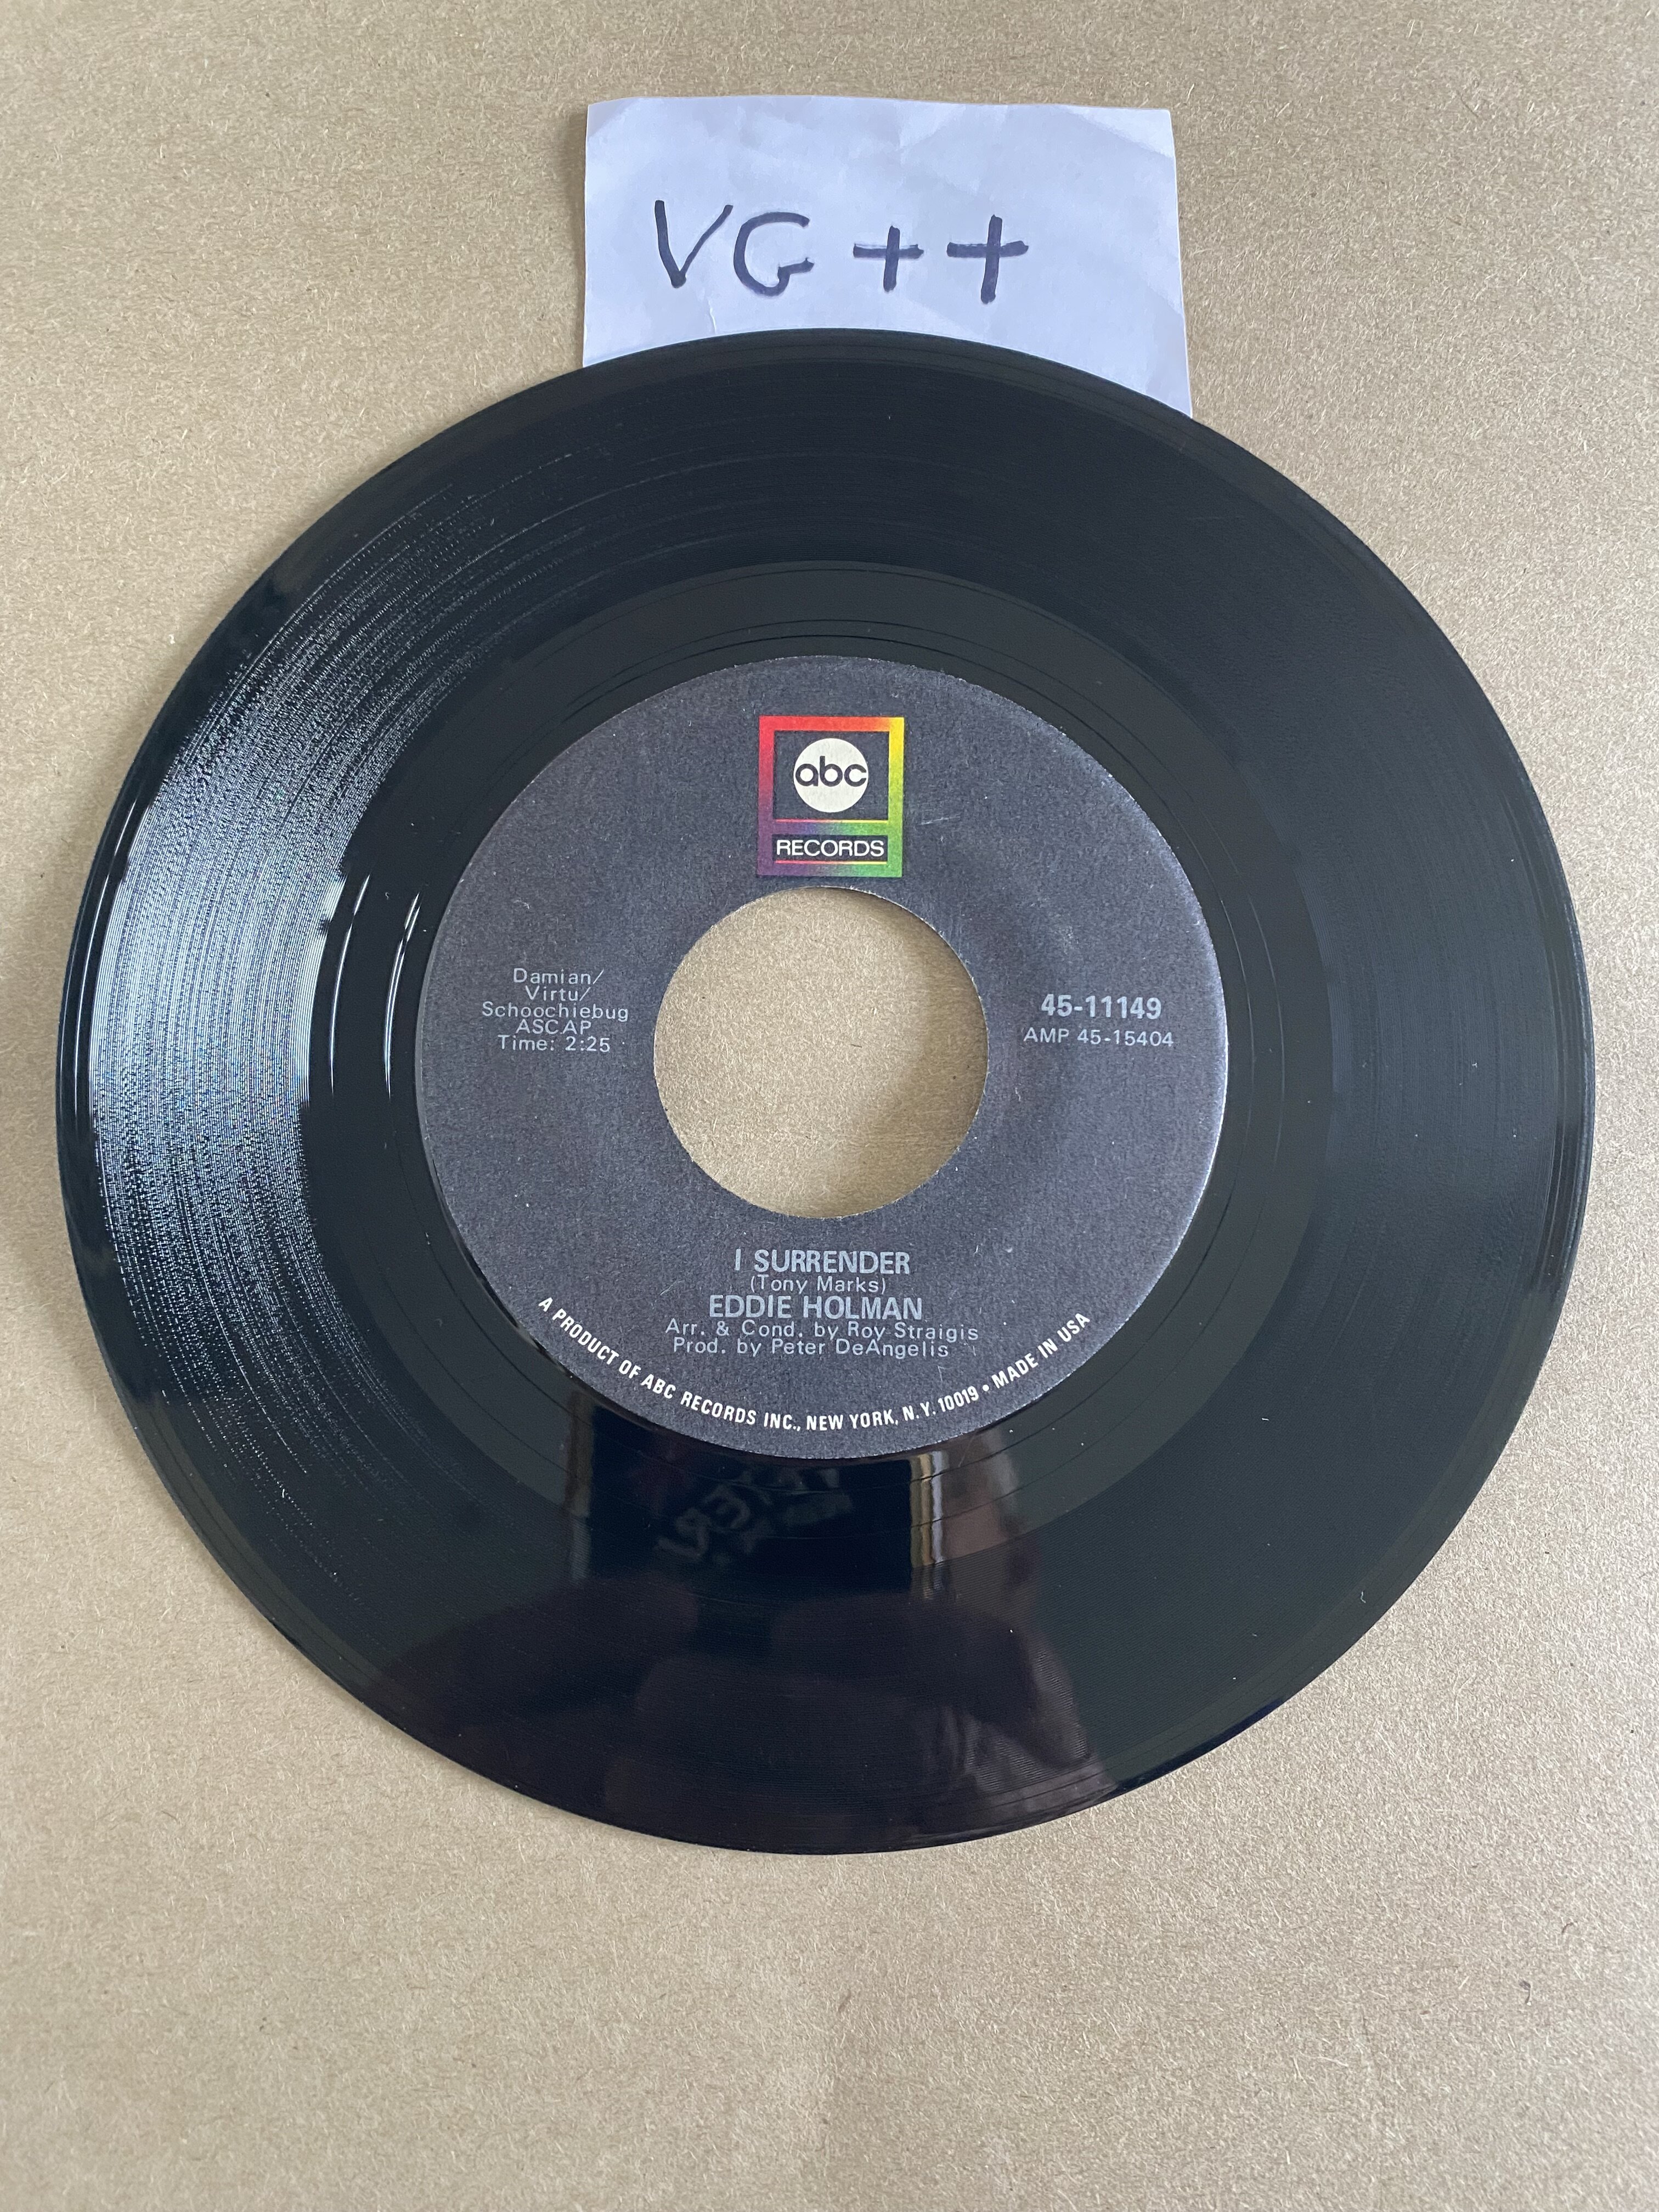 VG++
abc
RECORDS
Damian/
Virtu/
Schoochiebug
ASCAP
Time: 2:25
45-11149
AMP 45-15404
I SURRENDER
(Tony Marks)
EDDIE HOLMAN
Arr. & Cond. by Roy Straigis
Prod. by Peter DeAngelis
A PRODUCT OF ABC RECORDS INC., NEW YORK, N.Y. 10019 • MADE IN USA